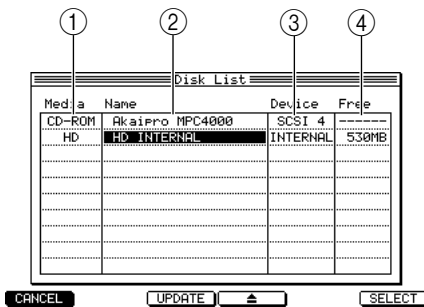 ① ② ③ ④
Disk List
Media Name Device Free
CD-ROM Akaipro MPC4000 SCSI 4 ------
HD HD INTERNAL INTERNAL 530MB
CANCEL UPDATE SELECT